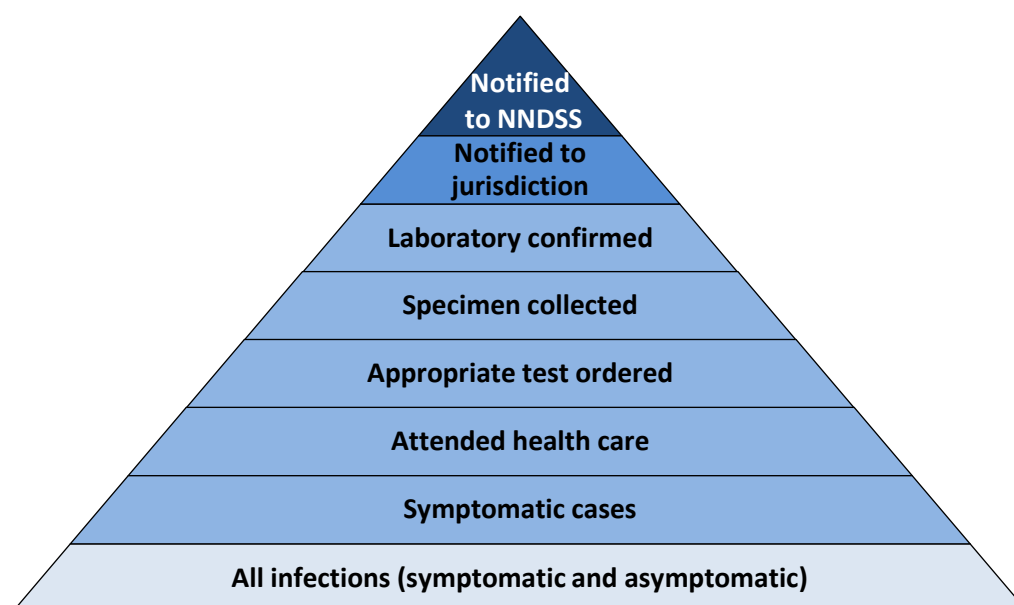 Notified
to NNDSS
Notified to
jurisdiction
Laboratory confirmed
Specimen collected
Appropriate test ordered
Attended health care
Symptomatic cases
All infections (symptomatic and asymptomatic)